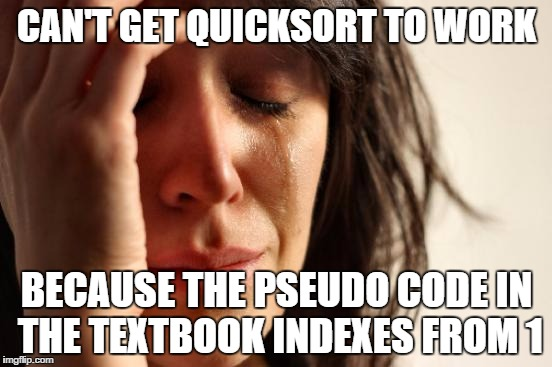 CAN'T GET QUICKSORT TO WORK
BECAUSE THE PSEUDO CODE IN
THE TEXTBOOK INDEXES FROM 1
imgflip.com